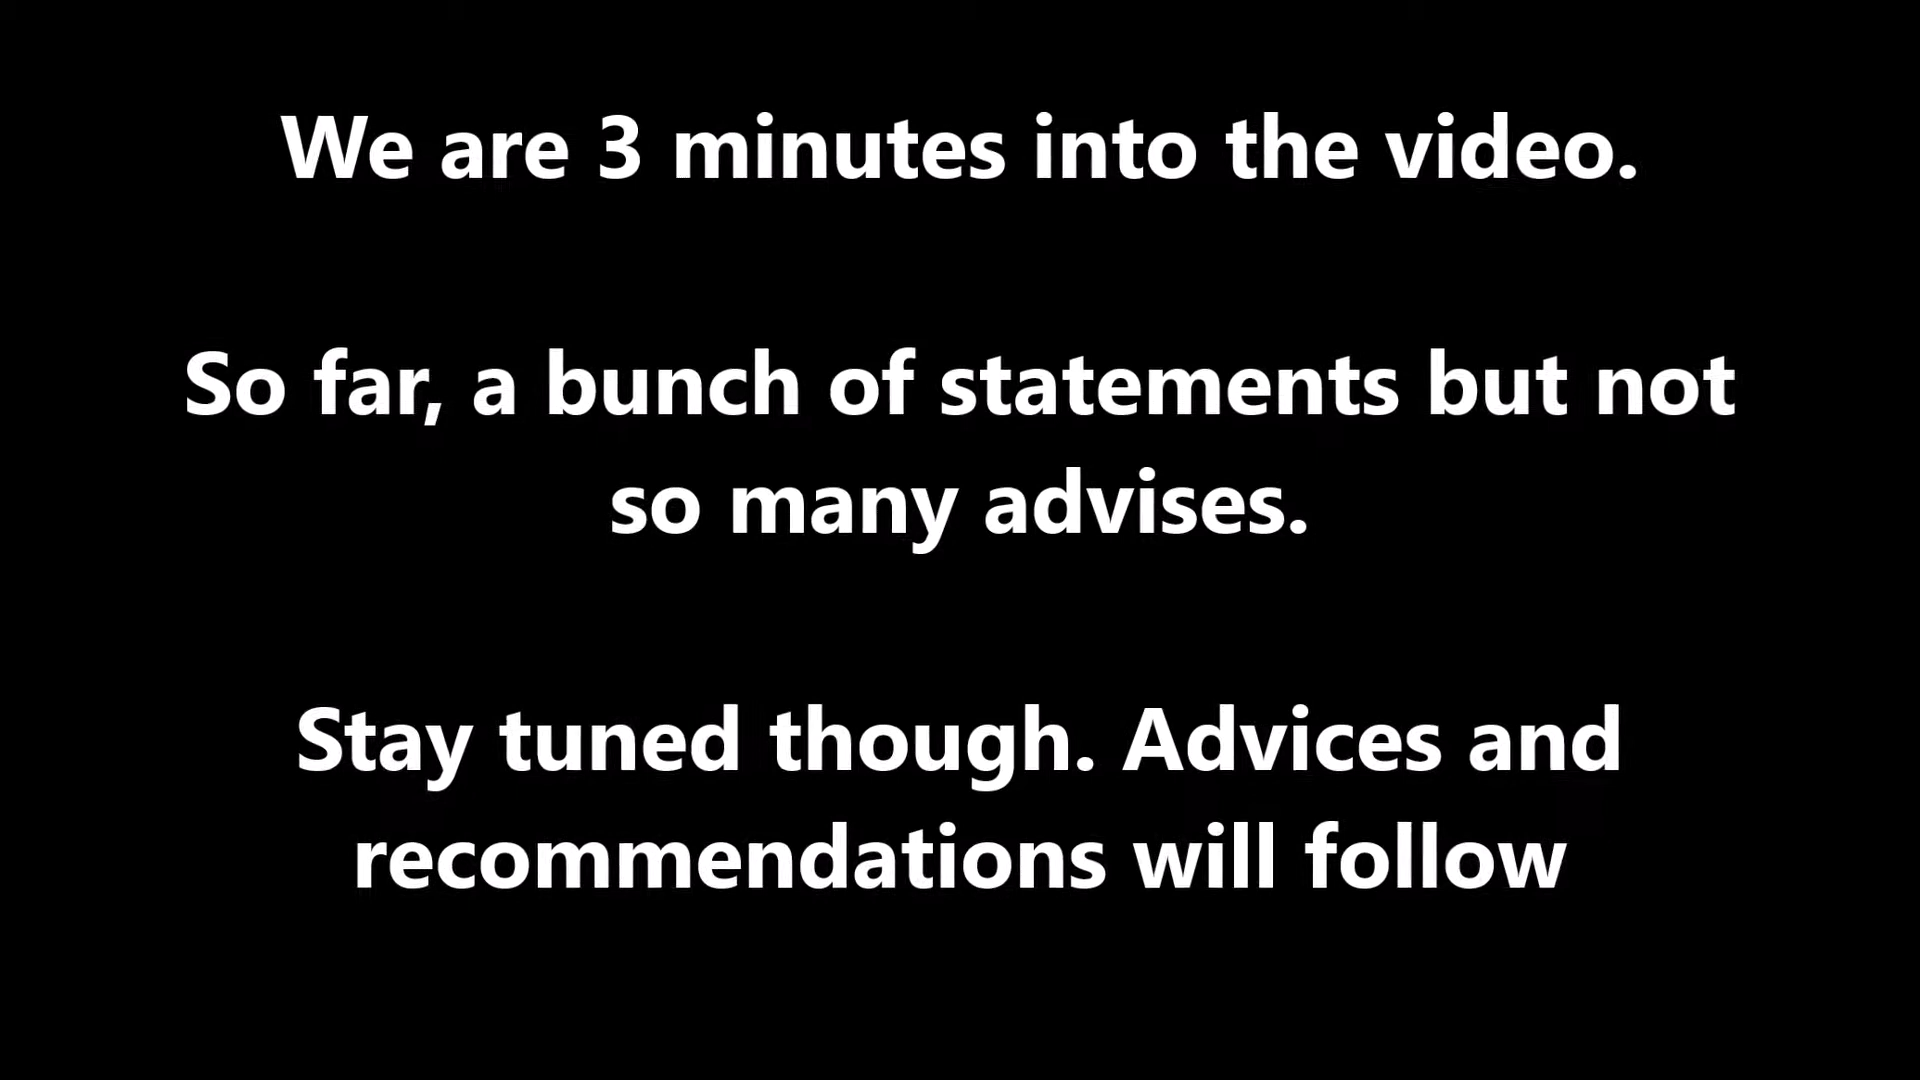 We are 3 minutes into the video.
So far, a bunch of statements but not
so many advises.
Stay tuned though. Advices and
recommendations will follow